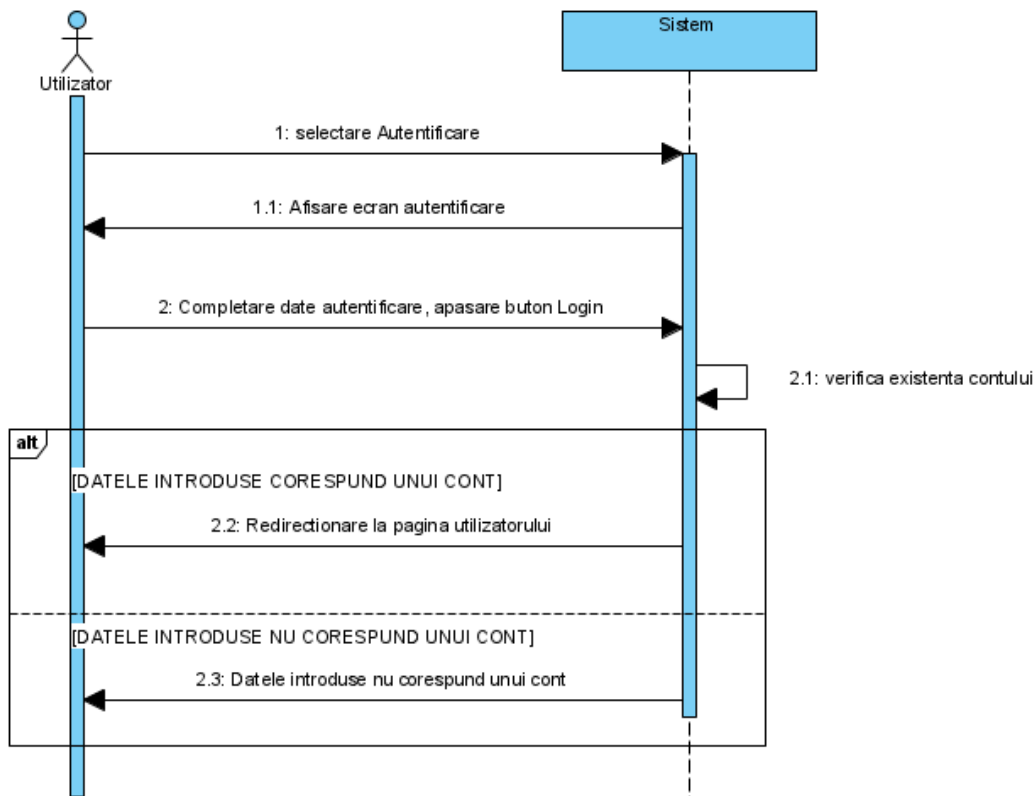 Sistem
Utilizator
1: selectare Autentificare
1.1: Afisare ecran autentificare
2: Completare date autentificare, apasare buton Login
2.1: verifica existenta contului
alt
[DATELE INTRODUSE CORESPUND UNUI CONT]
2.2: Redirectionare la pagina utilizatorului
[DATELE INTRODUSE NU CORESPUND UNUI CONT]
2.3: Datele introduse nu corespund unui cont